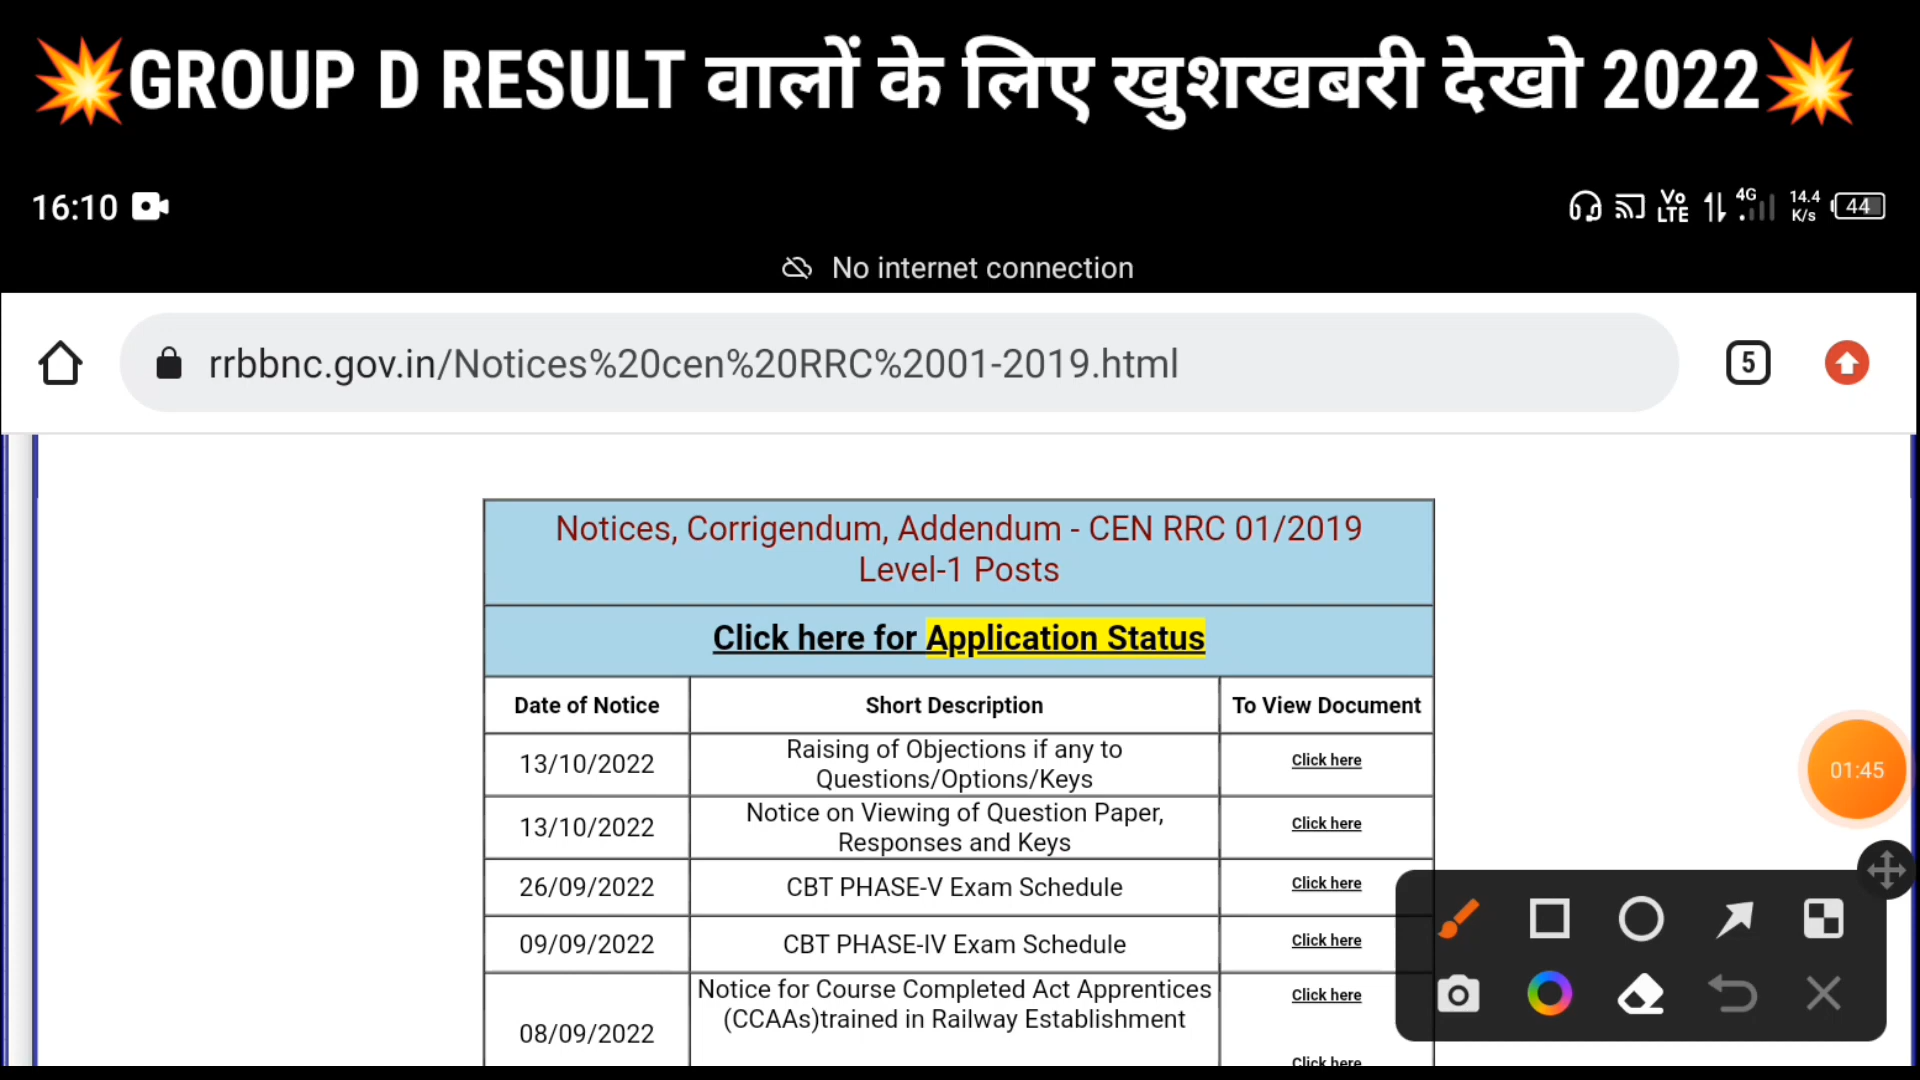 💥GROUP D RESULT वालों के लिए खुशखबरी देखो 2022💥
16:10
Vo LTE 4G 14.4 K/s 44
No internet connection
rrbbnc.gov.in/Notices%20cen%20RRC%2001-2019.html
5
Notices, Corrigendum, Addendum - CEN RRC 01/2019
Level-1 Posts
Click here for Application Status
Date of Notice Short Description To View Document
13/10/2022 Raising of Objections if any to Click here
Questions/Options/Keys
01:45
13/10/2022 Notice on Viewing of Question Paper, Click here
Responses and Keys
26/09/2022 CBT PHASE-V Exam Schedule Click here
09/09/2022 CBT PHASE-IV Exam Schedule Click here
08/09/2022 Notice for Course Completed Act Apprentices Click here
(CCAAs)trained in Railway Establishment
Click here